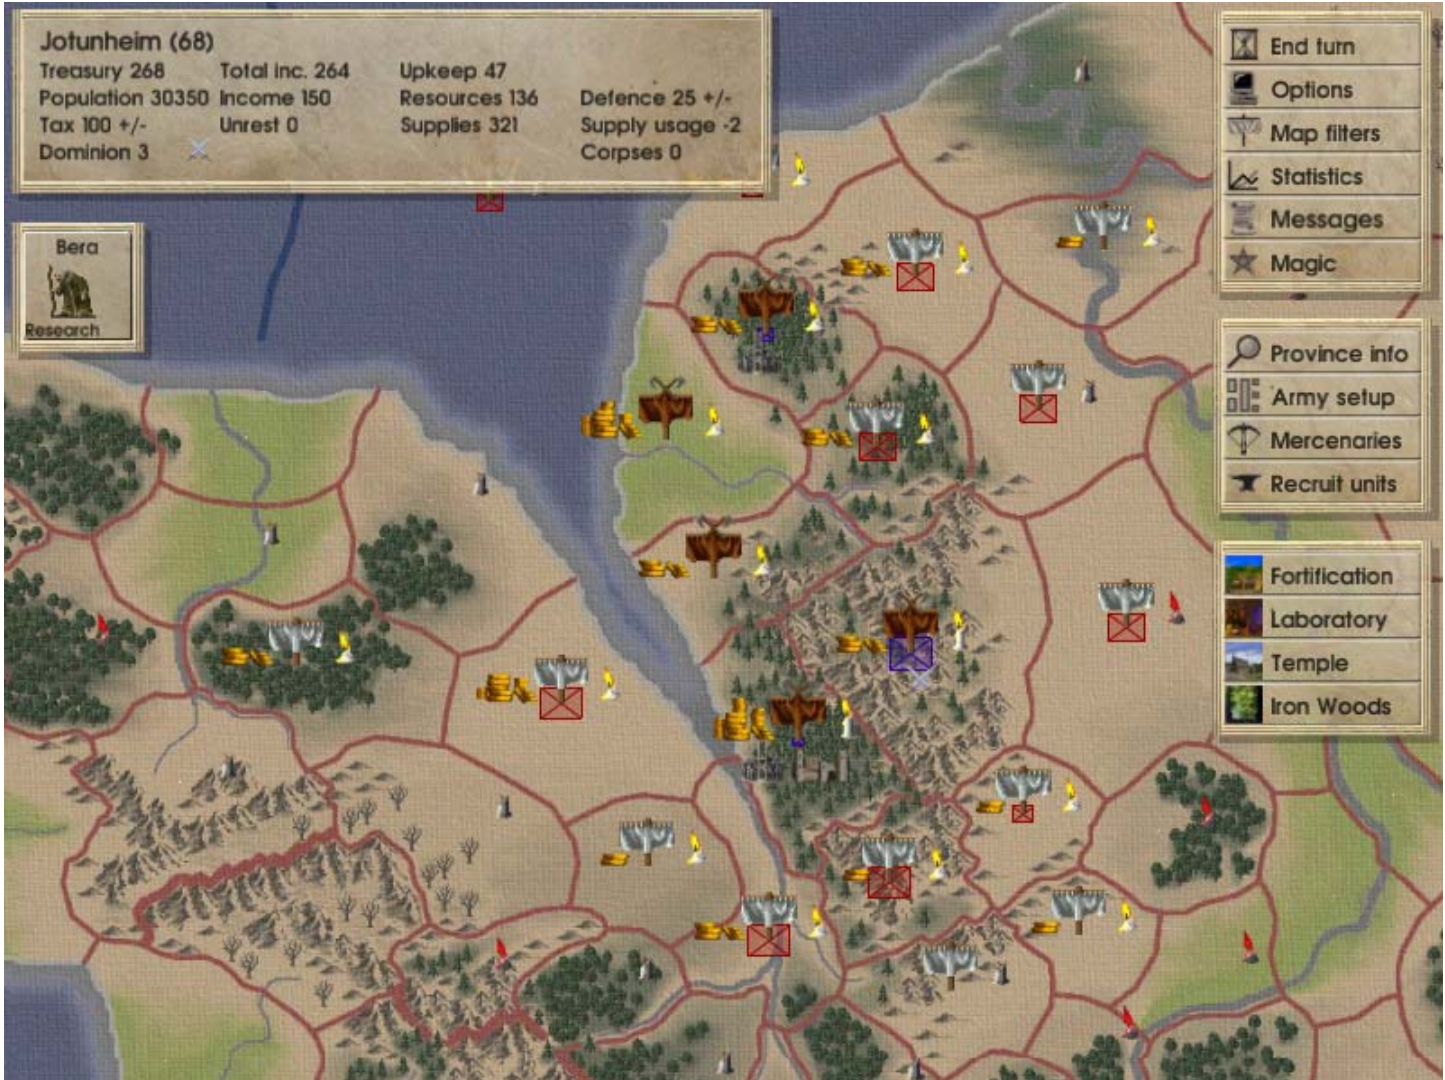 Jotunheim (68)
Treasury 268 Total inc. 264 Upkeep 47
Population 30350 Income 150 Resources 136 Defence 25 +/-
Tax 100 +/- Unrest 0 Supplies 321 Supply usage -2
Dominion 3 Corpses 0
Bera
Research
End turn
Options
Map filters
Statistics
Messages
Magic
Province info
Army setup
Mercenaries
Recruit units
Fortification
Laboratory
Temple
Iron Woods